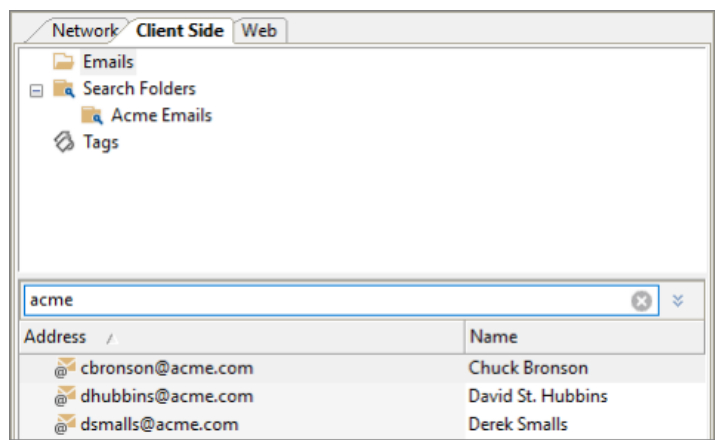 Network Client Side Web
Emails
Search Folders
Acme Emails
Tags
acme
Address Name
cbronson@acme.com Chuck Bronson
dhubbins@acme.com David St. Hubbins
dsmalls@acme.com Derek Smalls